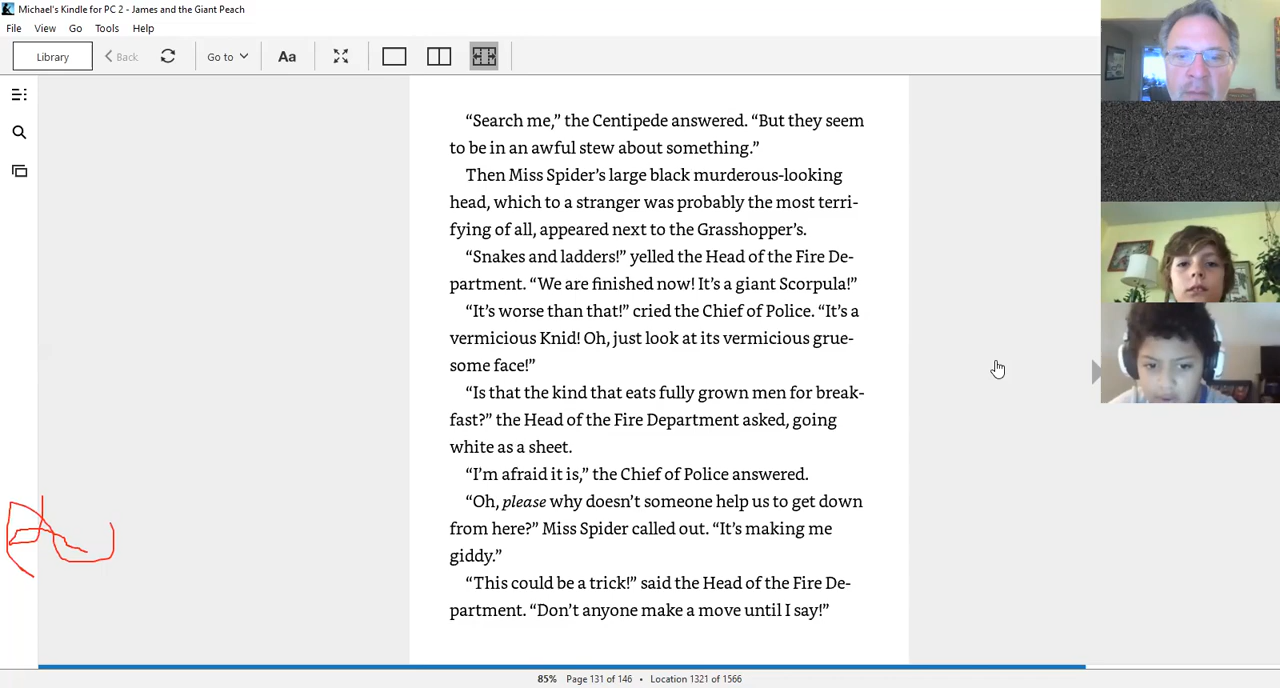 Michael's Kindle for PC 2 - James and the Giant Peach
File View Go Tools Help
Library Back Go to Aa
“Search me,” the Centipede answered. “But they seem
to be in an awful stew about something.”
Then Miss Spider’s large black murderous-looking
head, which to a stranger was probably the most terri-
fying of all, appeared next to the Grasshopper’s.
“Snakes and ladders!” yelled the Head of the Fire De-
partment. “We are finished now! It’s a giant Scorpula!”
“It’s worse than that!” cried the Chief of Police. “It’s a
vermicious Knid! Oh, just look at its vermicious grue-
some face!”
“Is that the kind that eats fully grown men for break-
fast?” the Head of the Fire Department asked, going
white as a sheet.
“I’m afraid it is,” the Chief of Police answered.
“Oh, please why doesn’t someone help us to get down
from here?” Miss Spider called out. “It’s making me
giddy.”
“This could be a trick!” said the Head of the Fire De-
partment. “Don’t anyone make a move until I say!”
85% Page 131 of 146 • Location 1321 of 1566